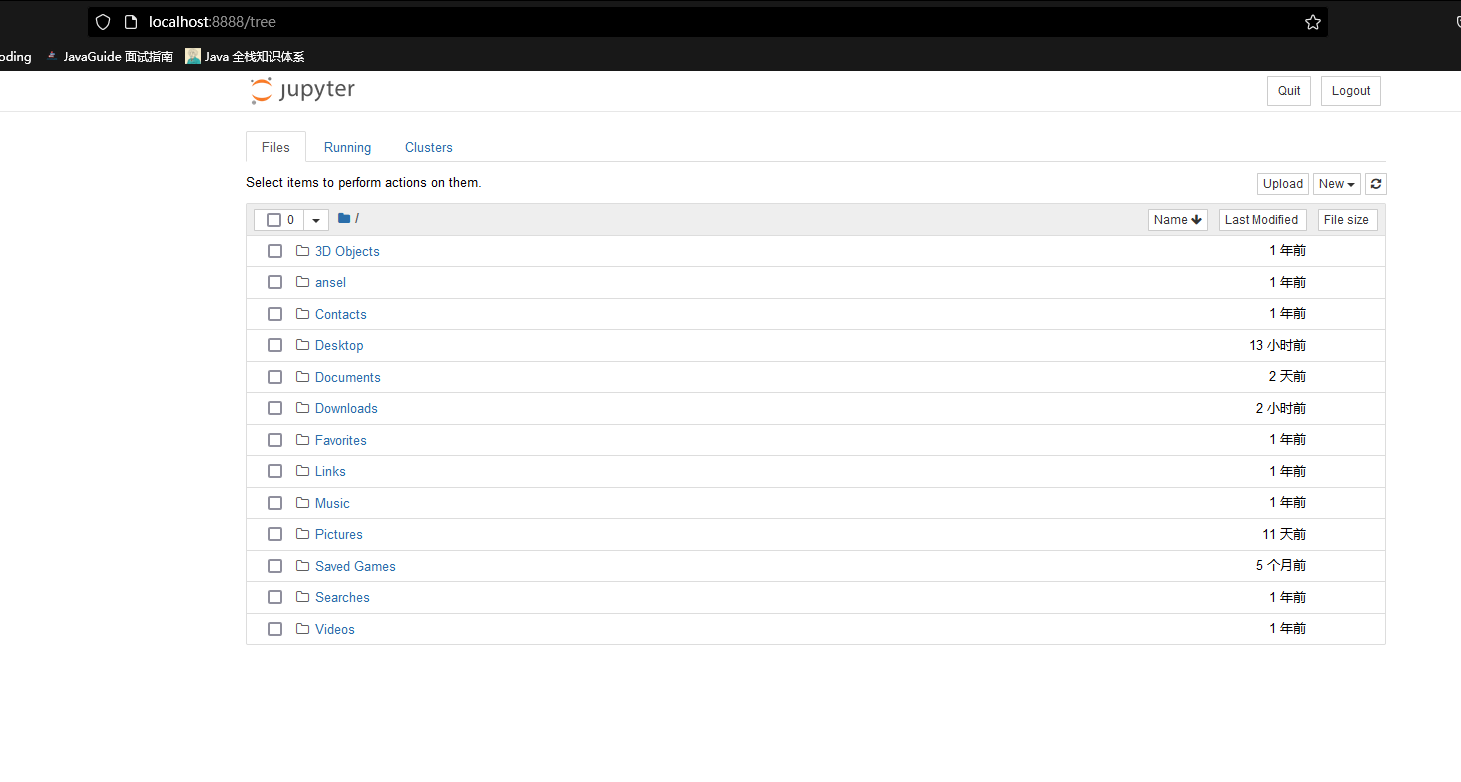 localhost:8888/tree
oding JavaGuide 面试指南 Java 全栈知识体系
jupyter Quit Logout
Files Running Clusters
Select items to perform actions on them. Upload New
0 / Name Last Modified File size
3D Objects 1 年前
ansel 1 年前
Contacts 1 年前
Desktop 13 小时前
Documents 2 天前
Downloads 2 小时前
Favorites 1 年前
Links 1 年前
Music 1 年前
Pictures 11 天前
Saved Games 5 个月前
Searches 1 年前
Videos 1 年前